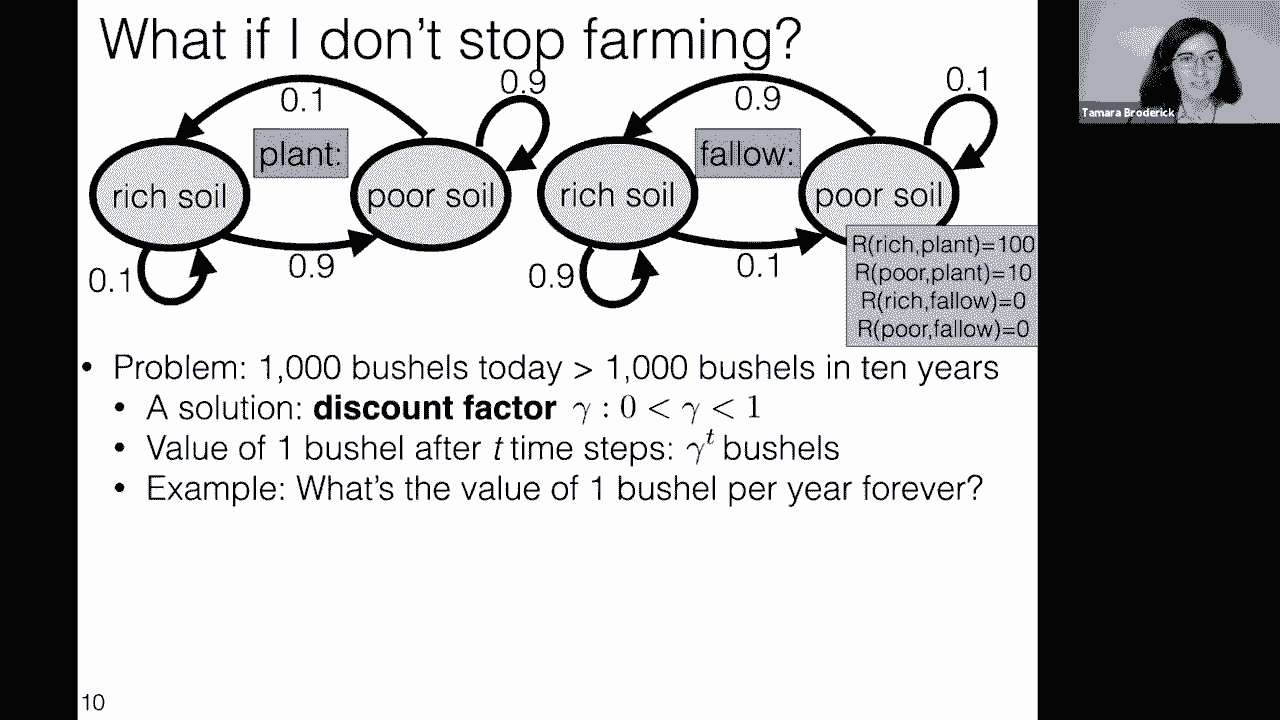 What if I don't stop farming?
0.1
0.9
0.9
0.1
plant:
fallow:
rich soil
poor soil
rich soil
poor soil
0.1
0.9
0.9
0.1
R(rich,plant)=100
R(poor,plant)=10
R(rich,fallow)=0
R(poor,fallow)=0
• Problem: 1,000 bushels today > 1,000 bushels in ten years
• A solution: discount factor γ : 0 < γ < 1
• Value of 1 bushel after t time steps: γ^t bushels
• Example: What's the value of 1 bushel per year forever?
10
Tamara Broderick